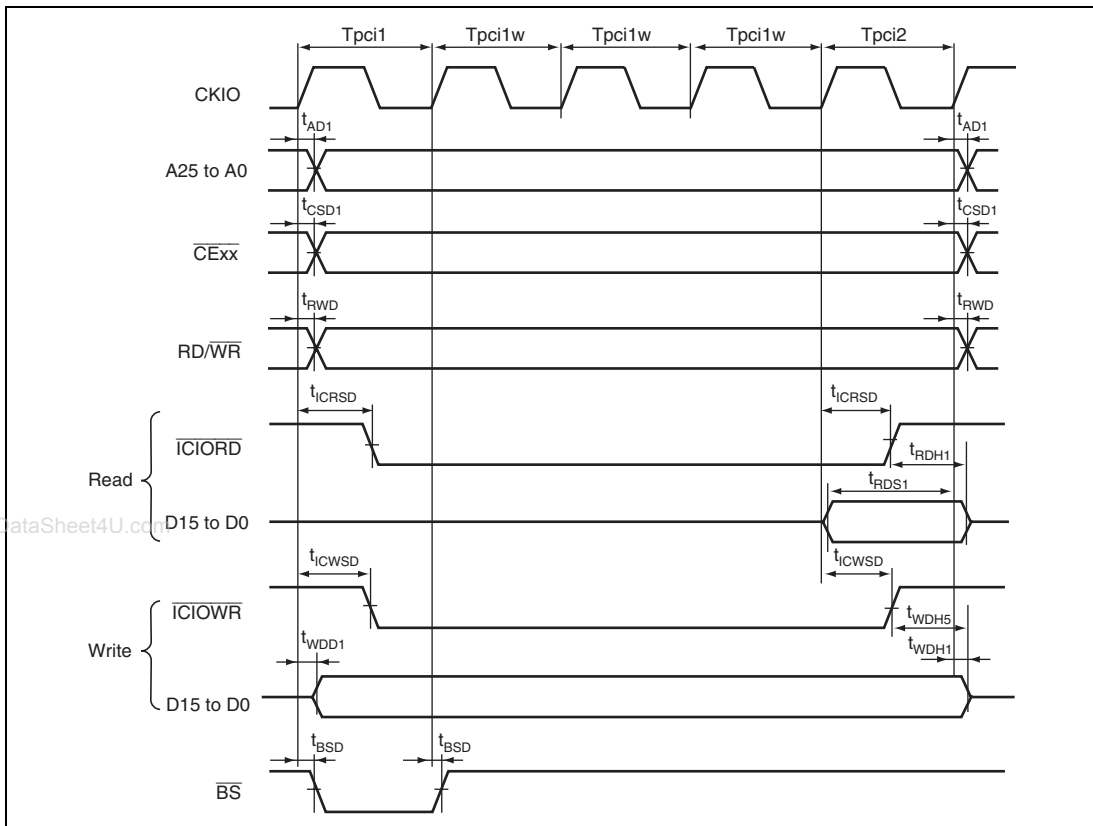 Tpci1 Tpci1w Tpci1w Tpci1w Tpci2
CKIO
tAD1 tAD1
A25 to A0
tCSD1 tCSD1
CExx
tRWD tRWD
RD/WR
tICRSD tICRSD
ICIORD
tRDH1
Read
tRDS1
DataSheet4U.com
D15 to D0
tICWSD tICWSD
ICIOWR
tWDH5
Write
tWDD1 tWDH1
D15 to D0
tBSD tBSD
BS